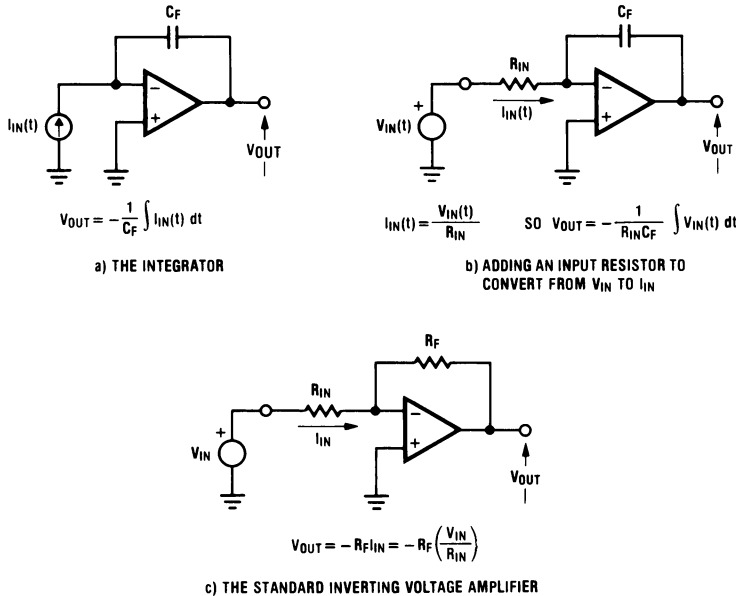 CF
IIN(t)
−
+
VOUT
VOUT = − 1/CF ∫ IIN(t) dt
a) THE INTEGRATOR
CF
RIN
+
VIN(t)
IIN(t)
−
+
VOUT
IIN(t) = VIN(t)/RIN SO VOUT = − 1/RINCF ∫ VIN(t) dt
b) ADDING AN INPUT RESISTOR TO
CONVERT FROM VIN TO IIN
RF
RIN
+
VIN
IIN
−
+
VOUT
VOUT = −RFIIN = −RF(VIN/RIN)
c) THE STANDARD INVERTING VOLTAGE AMPLIFIER